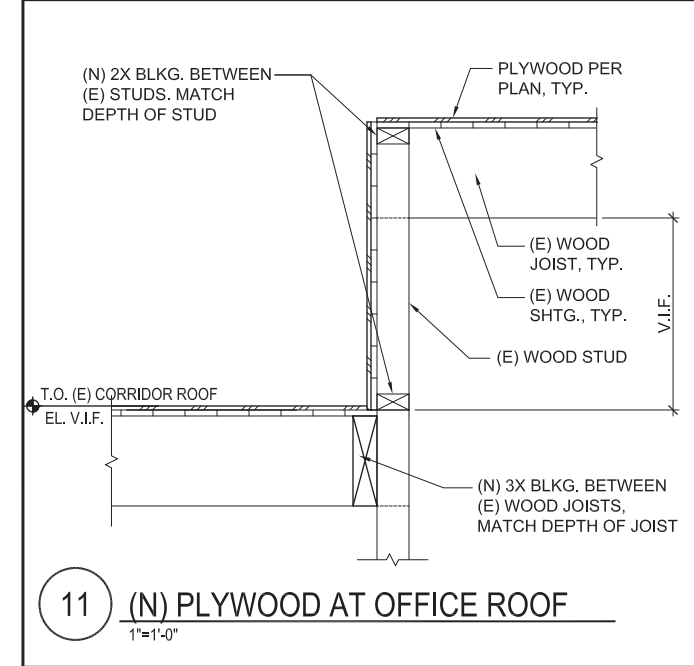 (N) 2X BLKG. BETWEEN
(E) STUDS. MATCH
DEPTH OF STUD
PLYWOOD PER
PLAN, TYP.
(E) WOOD
JOIST, TYP.
(E) WOOD
SHTG., TYP.
V.I.F.
(E) WOOD STUD
T.O. (E) CORRIDOR ROOF
EL. V.I.F.
(N) 3X BLKG. BETWEEN
(E) WOOD JOISTS,
MATCH DEPTH OF JOIST
11 (N) PLYWOOD AT OFFICE ROOF
1"=1'-0"